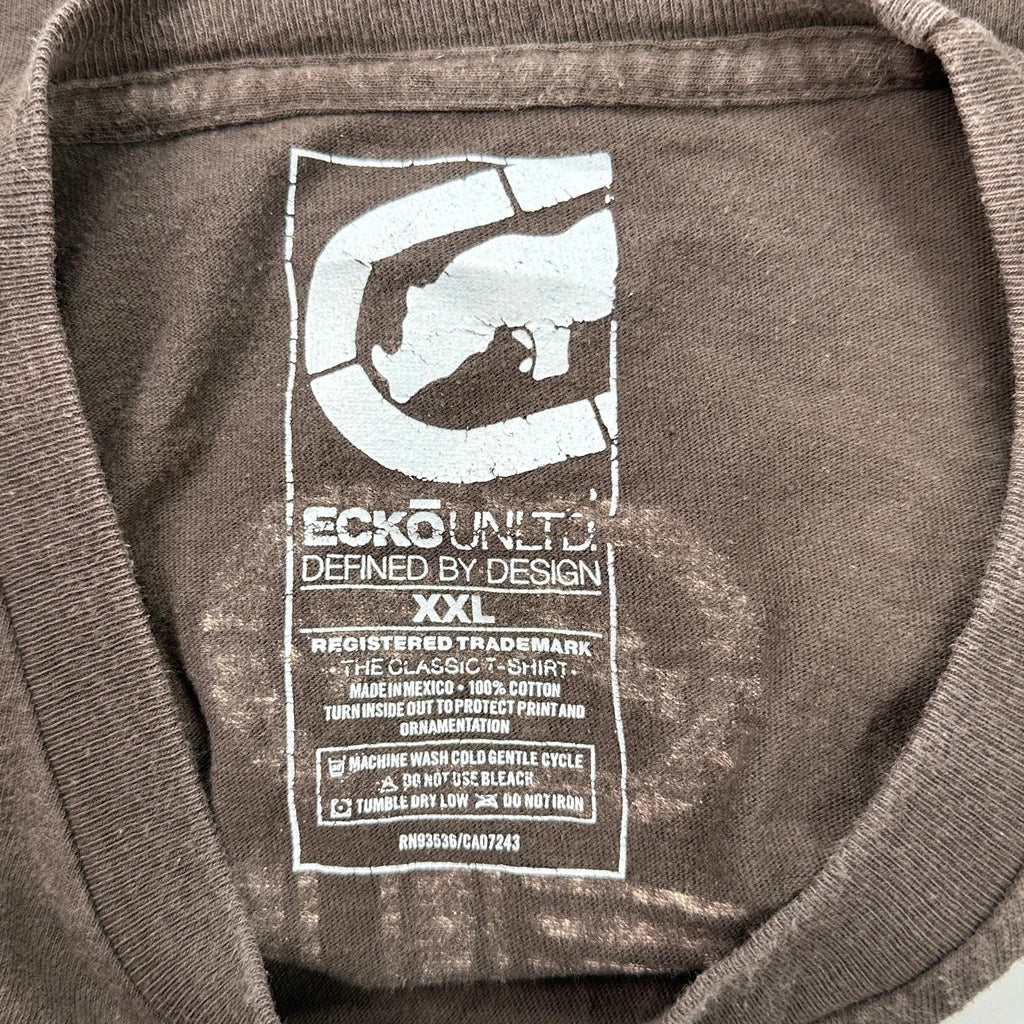 ECKŌ UNLTD.
DEFINED BY DESIGN
XXL
REGISTERED TRADEMARK
• THE CLASSIC T-SHIRT •
MADE IN MEXICO • 100% COTTON
TURN INSIDE OUT TO PROTECT PRINT AND
ORNAMENTATION
MACHINE WASH COLD GENTLE CYCLE
DO NOT USE BLEACH
TUMBLE DRY LOW DO NOT IRON
RN93536/CA07243